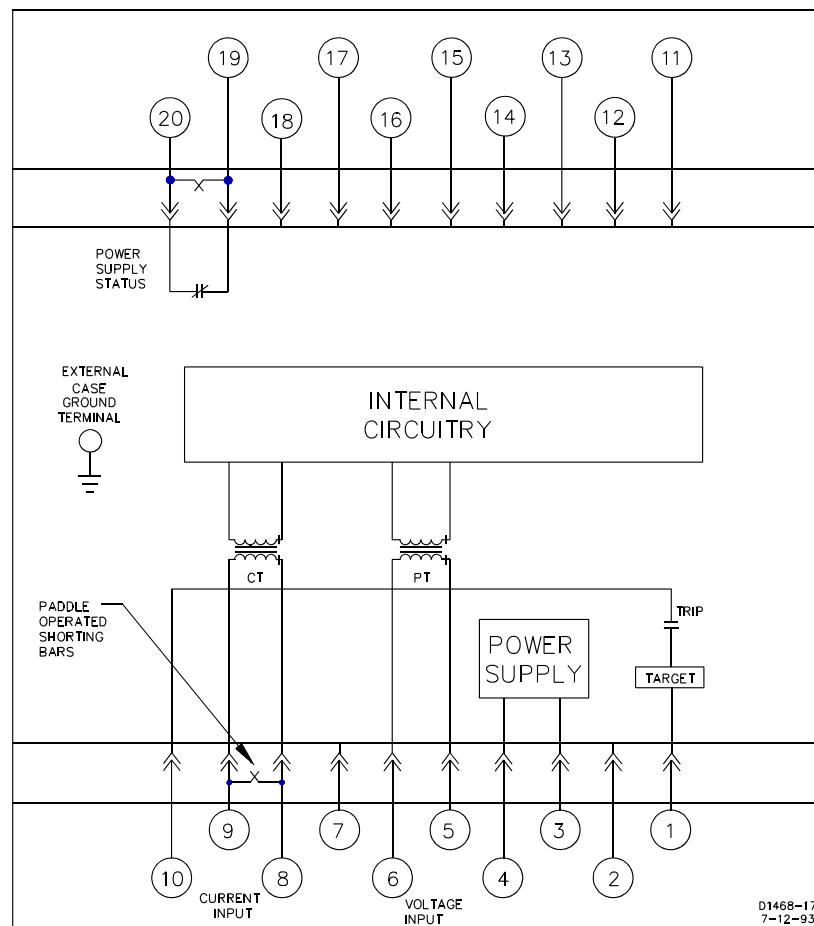 19
17
15
13
11
20
18
16
14
12
POWER
SUPPLY
STATUS
EXTERNAL
CASE
GROUND
TERMINAL
INTERNAL
CIRCUITRY
CT
PT
PADDLE
OPERATED
SHORTING
BARS
TRIP
POWER
SUPPLY
TARGET
9
7
5
3
1
10
8
6
4
2
CURRENT
INPUT
VOLTAGE
INPUT
D1468-17
7-12-93